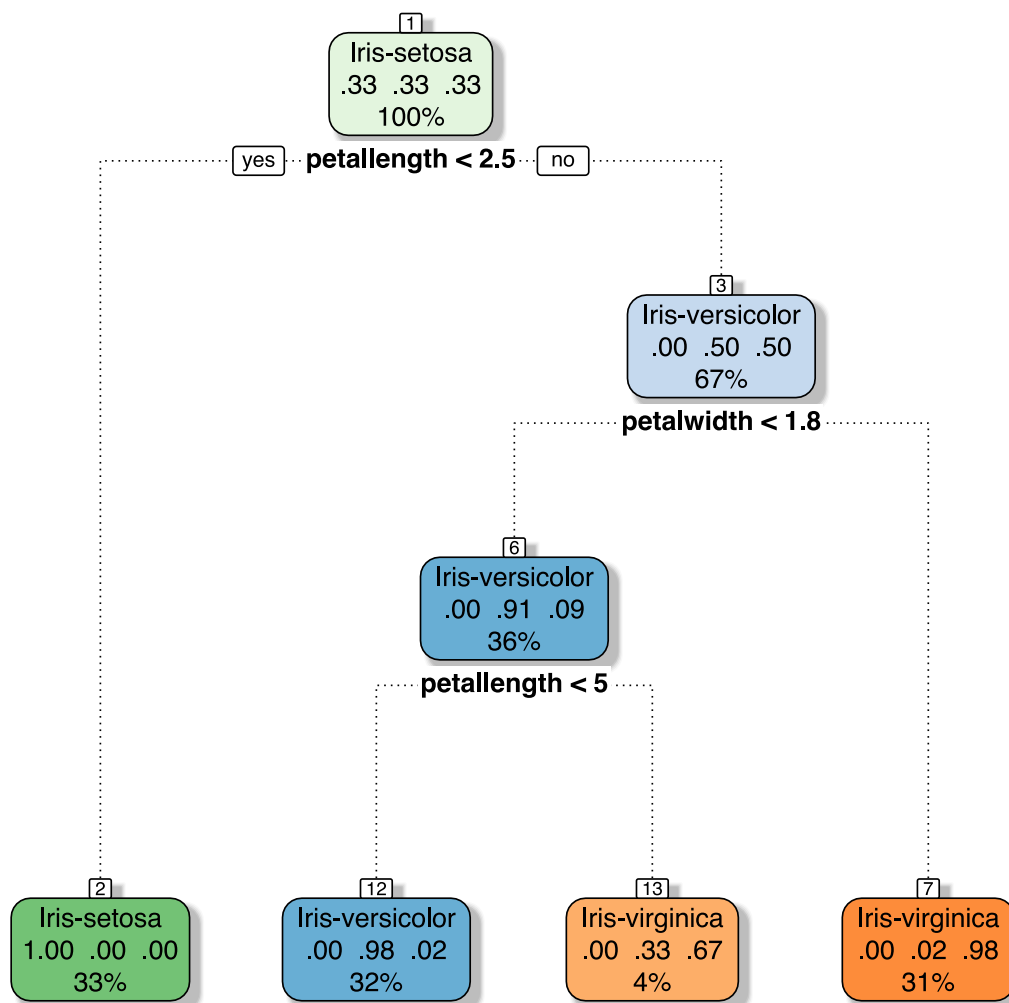 1
Iris-setosa
.33 .33 .33
100%
yes petallength < 2.5 no
3
Iris-versicolor
.00 .50 .50
67%
petalwidth < 1.8
6
Iris-versicolor
.00 .91 .09
36%
petallength < 5
2
Iris-setosa
1.00 .00 .00
33%
12
Iris-versicolor
.00 .98 .02
32%
13
Iris-virginica
.00 .33 .67
4%
7
Iris-virginica
.00 .02 .98
31%